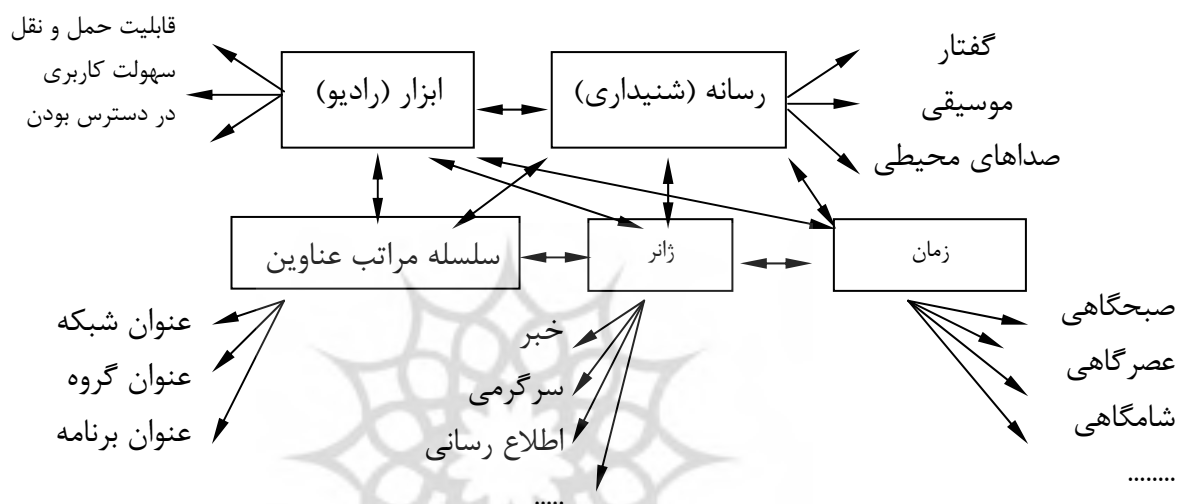 گفتار
موسیقی
صداهای محیطی
رسانه (شنیداری)
ابزار (رادیو)
قابلیت حمل و نقل
سهولت کاربری
در دسترس بودن
زمان
ژانر
سلسله مراتب عناوین
صبحگاهی
عصرگاهی
شامگاهی
........
خبر
سرگرمی
اطلاع رسانی
.....
عنوان شبکه
عنوان گروه
عنوان برنامه